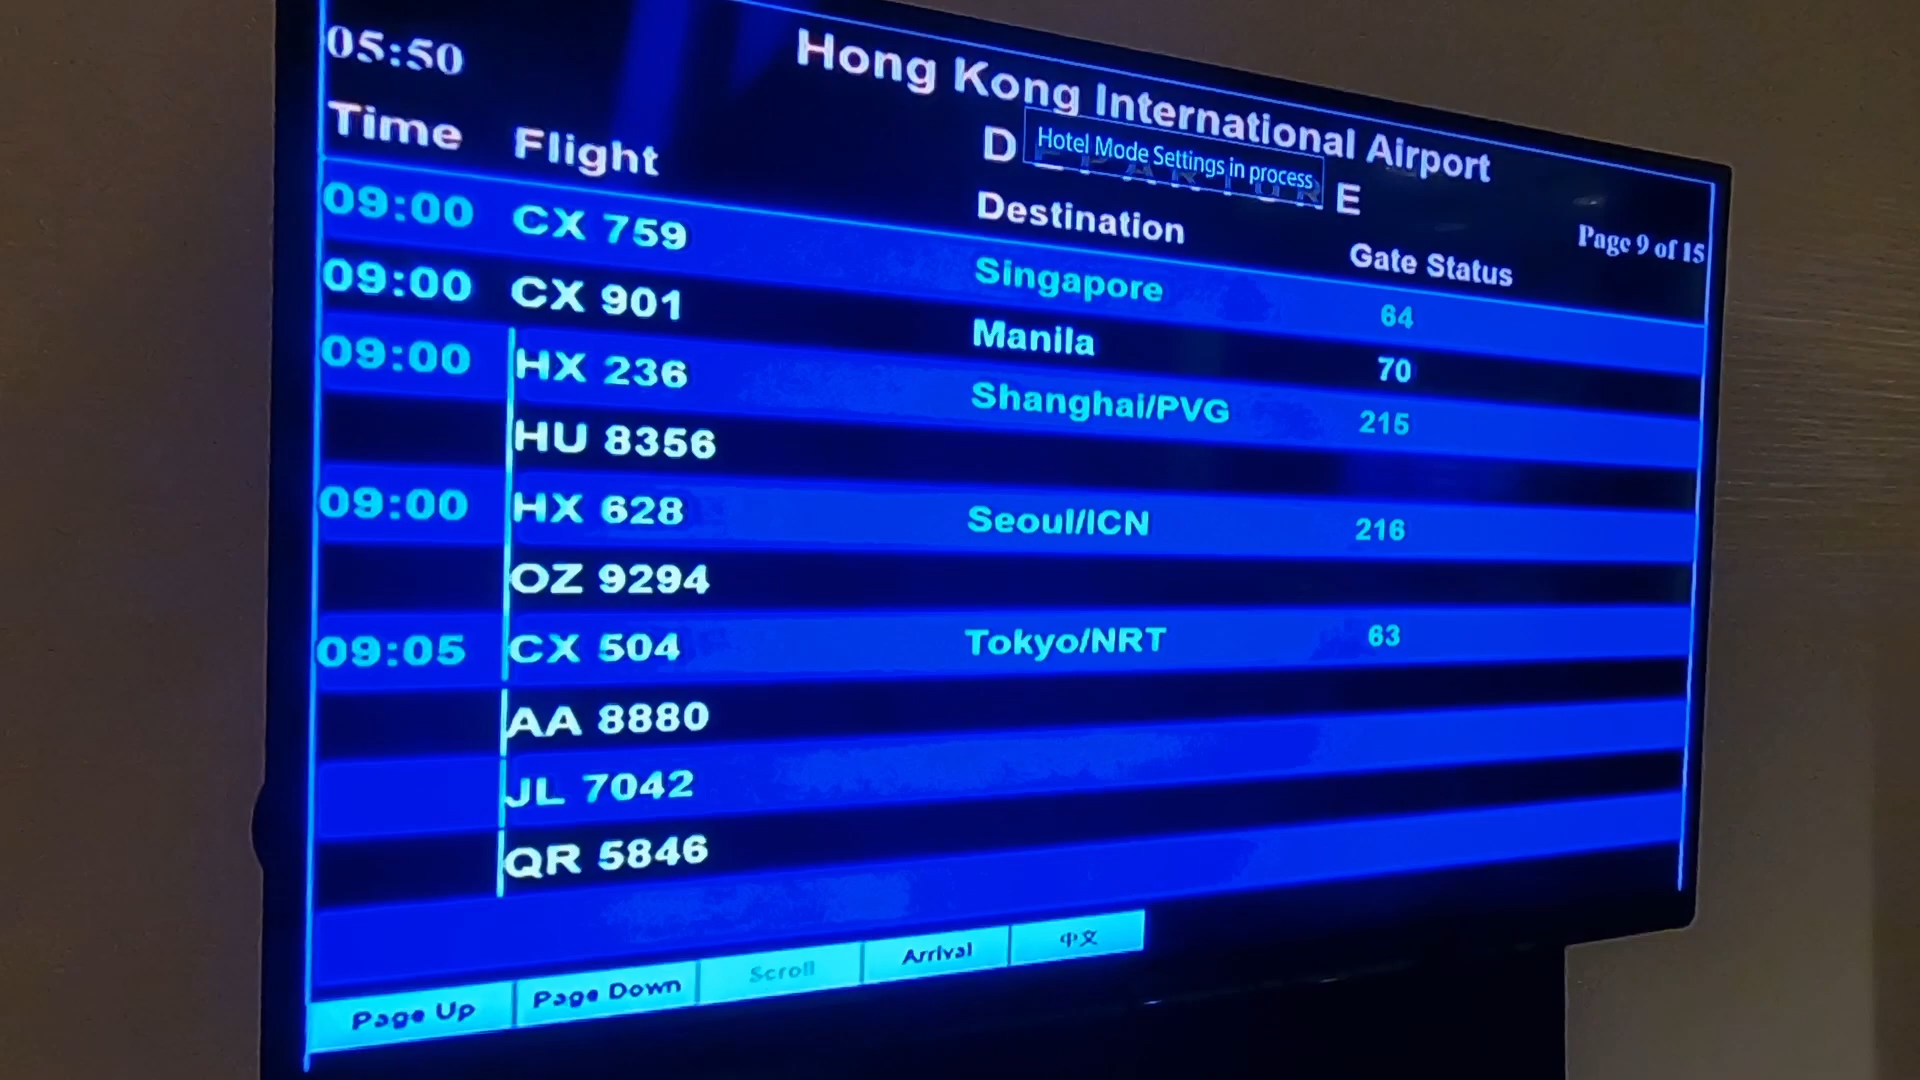 05:50
Hong Kong International Airport
DEPARTURE
Hotel Mode Settings in process
Page 9 of 15
Time Flight Destination Gate Status
09:00 CX 759 Singapore 64
09:00 CX 901 Manila 70
09:00 HX 236 Shanghai/PVG 215
HU 8356
09:00 HX 628 Seoul/ICN 216
OZ 9294
09:05 CX 504 Tokyo/NRT 63
AA 8880
JL 7042
QR 5846
Page Up Page Down Scroll Arrival 中文